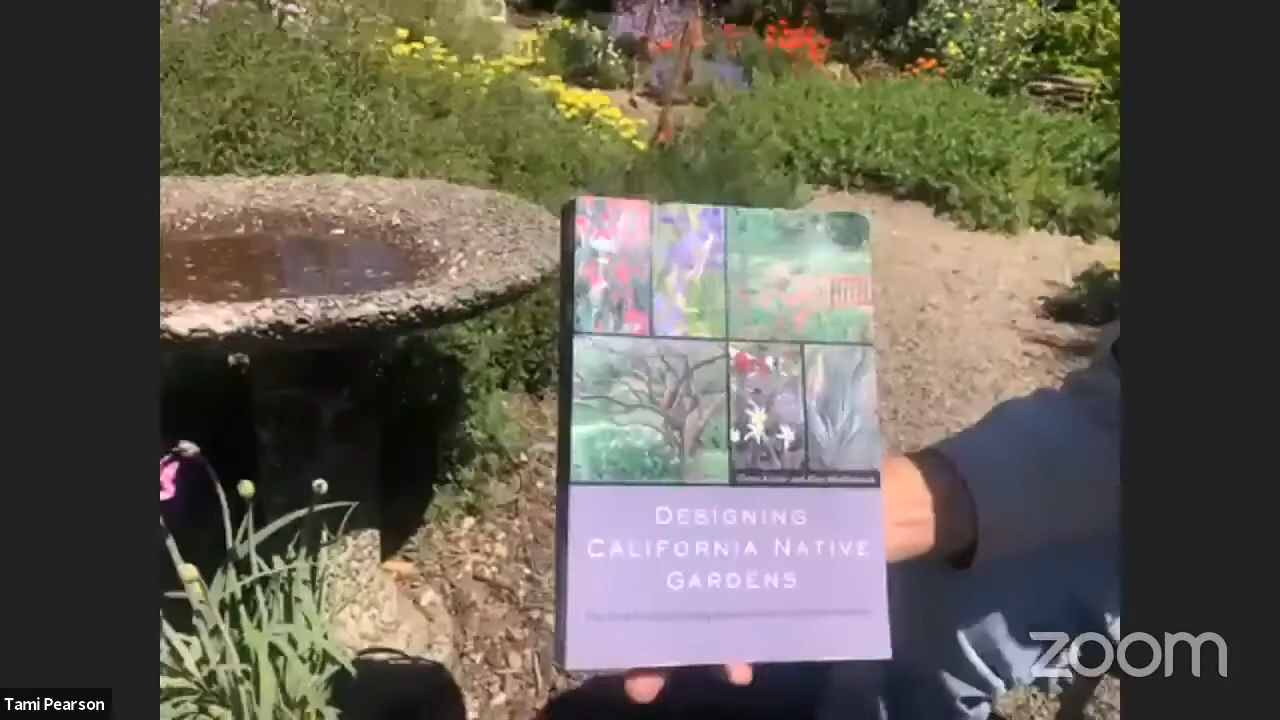 DESIGNING
CALIFORNIA NATIVE
GARDENS
zoom
Tami Pearson